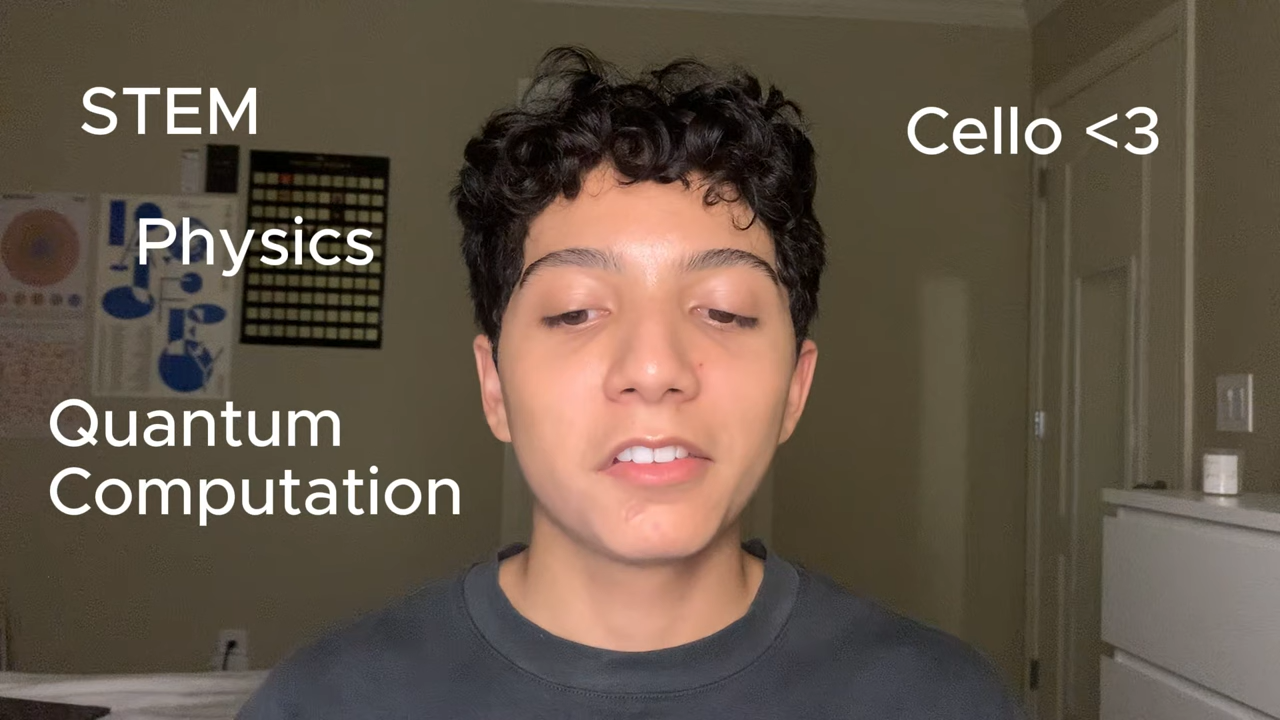 STEM
Cello <3
Physics
Quantum
Computation